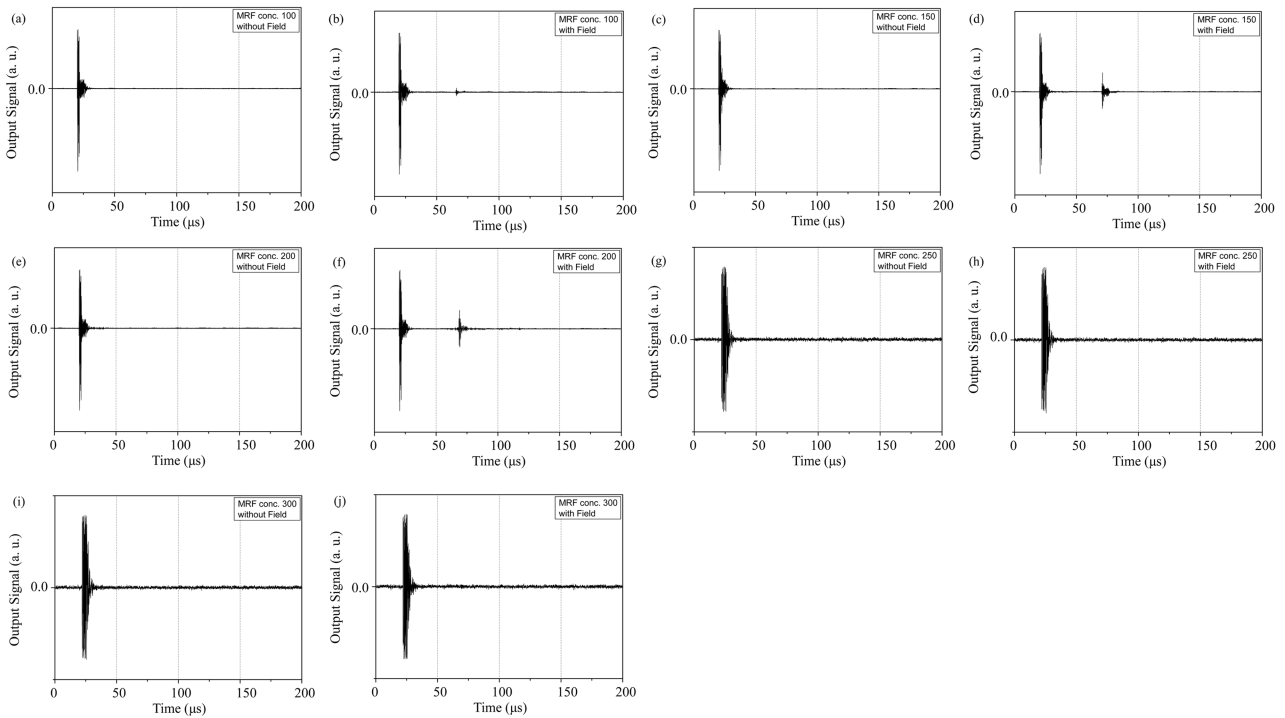 (a)
MRF conc. 100
without Field
Output Signal (a. u.)
0.0
0 50 100 150 200
Time (μs)
(b)
MRF conc. 100
with Field
Output Signal (a. u.)
0.0
0 50 100 150 200
Time (μs)
(c)
MRF conc. 150
without Field
Output Signal (a. u.)
0.0
0 50 100 150 200
Time (μs)
(d)
MRF conc. 150
with Field
Output Signal (a. u.)
0.0
0 50 100 150 200
Time (μs)
(e)
MRF conc. 200
without Field
Output Signal (a. u.)
0.0
0 50 100 150 200
Time (μs)
(f)
MRF conc. 200
with Field
Output Signal (a. u.)
0.0
0 50 100 150 200
Time (μs)
(g)
MRF conc. 250
without Field
Output Signal (a. u.)
0.0
0 50 100 150 200
Time (μs)
(h)
MRF conc. 250
with Field
Output Signal (a. u.)
0.0
0 50 100 150 200
Time (μs)
(i)
MRF conc. 300
without Field
Output Signal (a. u.)
0.0
0 50 100 150 200
Time (μs)
(j)
MRF conc. 300
with Field
Output Signal (a. u.)
0.0
0 50 100 150 200
Time (μs)